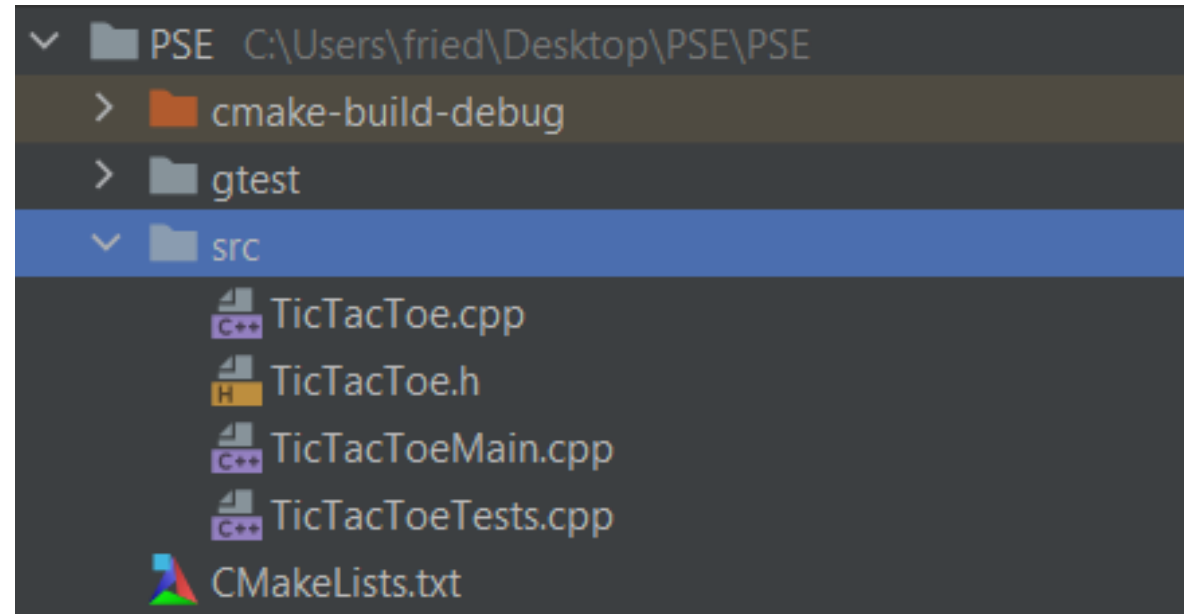 PSE C:\Users\fried\Desktop\PSE\PSE
cmake-build-debug
gtest
src
C++ TicTacToe.cpp
H TicTacToe.h
C++ TicTacToeMain.cpp
C++ TicTacToeTests.cpp
CMakeLists.txt